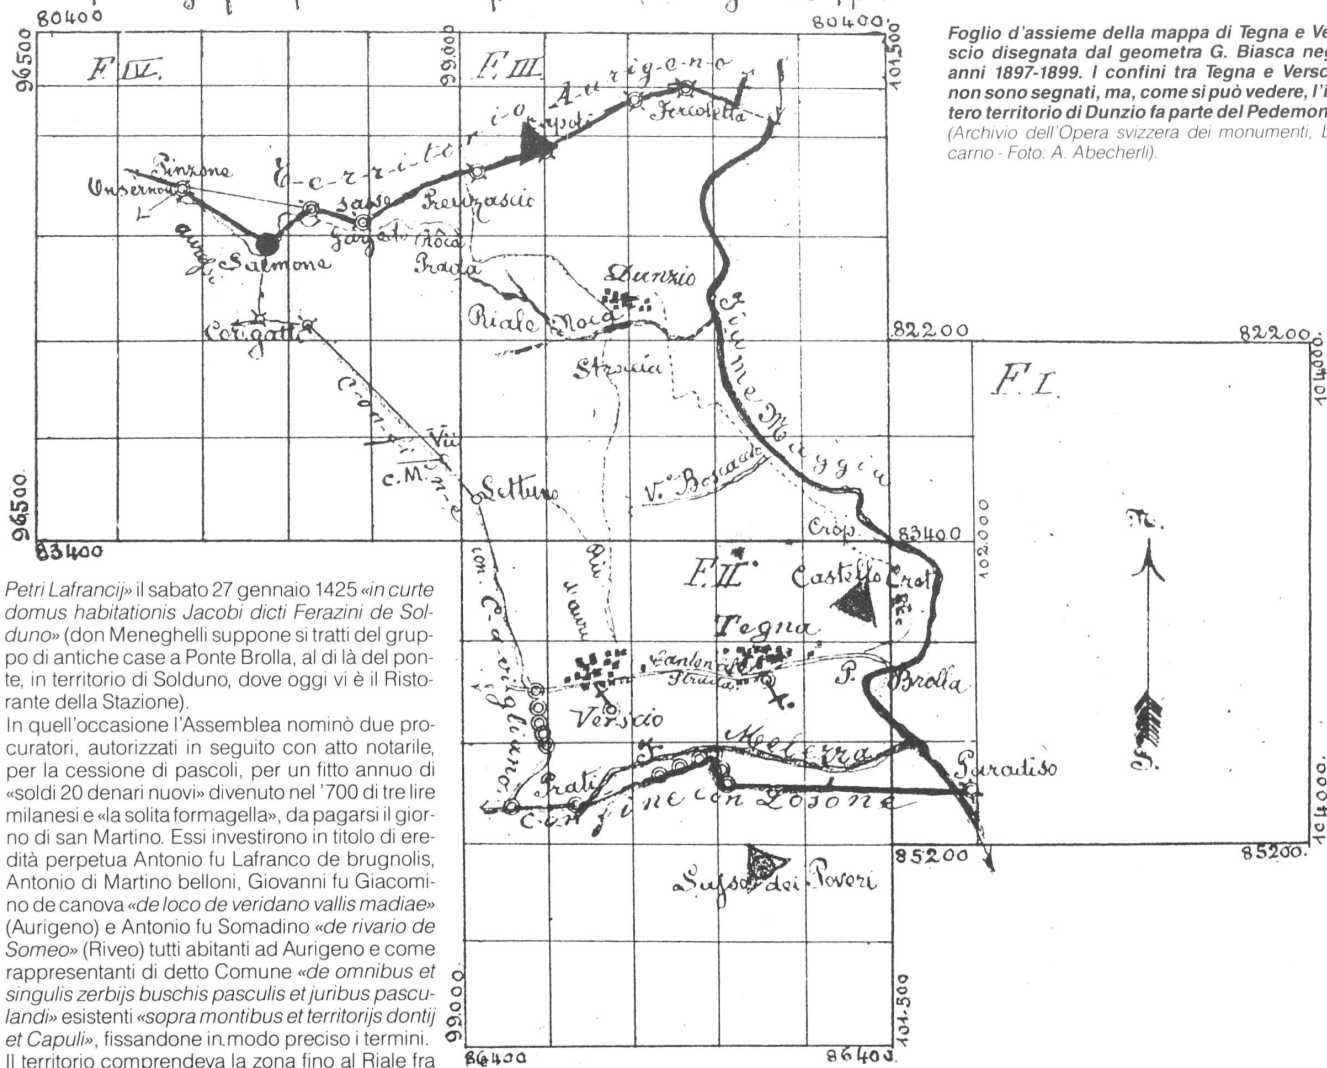 80400
80400.
96500
99000
101,500
F. IV.
F. III.
Territorio Aurigeno
Forcoletta
Pinzone
Onsernone
Sasse
Gargeto
Salmone
Prada
Corigatti
Dunzio
Riale
Fiume Maggia
82200
82200.
F. I.
104000
Confine
C. M.
Settuno
96500.
83400
Crop.
83400
102,000
F. II.
Castello
Tegna
Cantonale
Strada.
P. Brolla
Verscio
con Cavigliano
Melezza
Prati
Paradiso
Confine con Losone
N.
S.
85200
85200.
104000
Sasso dei Poveri
99.000.
101.500
86400
86400.
Foglio d'assieme della mappa di Tegna e Ve
scio disegnata dal geometra G. Biasca neg
anni 1897-1899. I confini tra Tegna e Versc
non sono segnati, ma, come si può vedere, l'i
tero territorio di Dunzio fa parte del Pedemon
(Archivio dell'Opera svizzera dei monumenti, L
carno - Foto: A. Abecherli).
Petri Lafrancij» il sabato 27 gennaio 1425 «in curte
domus habitationis Jacobi dicti Ferazini de Sol-
duno» (don Meneghelli suppone si tratti del grup-
po di antiche case a Ponte Brolla, al di là del pon-
te, in territorio di Solduno, dove oggi vi è il Risto-
rante della Stazione).
In quell'occasione l'Assemblea nominò due pro-
curatori, autorizzati in seguito con atto notarile,
per la cessione di pascoli, per un fitto annuo di
«soldi 20 denari nuovi» divenuto nel '700 di tre lire
milanesi e «la solita formagella», da pagarsi il gior-
no di san Martino. Essi investirono in titolo di ere-
dità perpetua Antonio fu Lafranco de brugnolis,
Antonio di Martino belloni, Giovanni fu Giacomi-
no de canova «de loco de veridano vallis madiae»
(Aurigeno) e Antonio fu Somadino «de rivario de
Someo» (Riveo) tutti abitanti ad Aurigeno e come
rappresentanti di detto Comune «de omnibus et
singulis zerbijs buschis pasculis et juribus pascu-
landi» esistenti «sopra montibus et territorijs dontij
et Capuli», fissandone in modo preciso i termini.
Il territorio comprendeva la zona fino al Riale fra